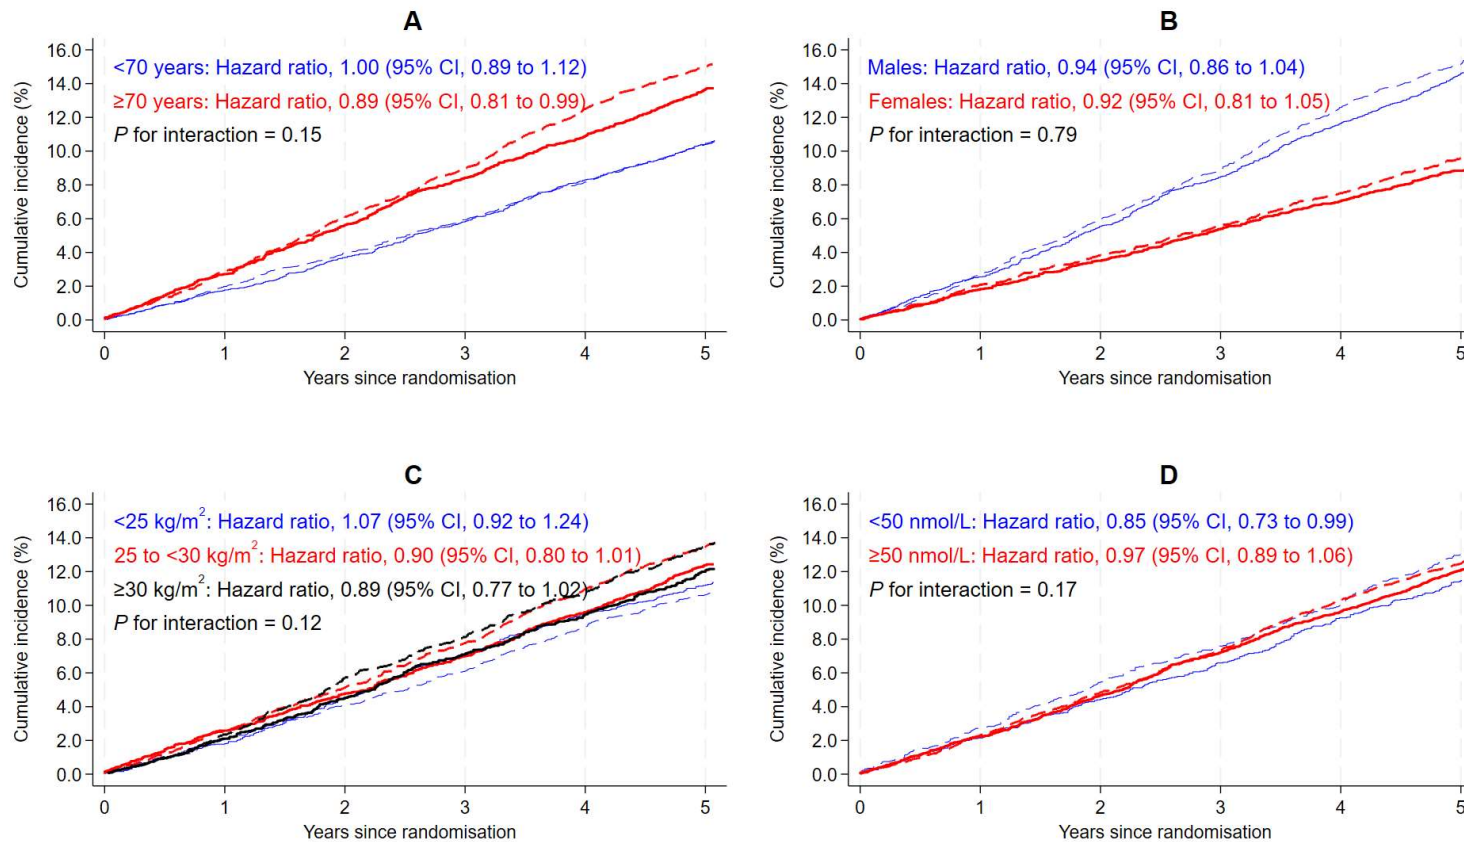 A
16.0
14.0
12.0
10.0
8.0
6.0
4.0
2.0
0.0
Cumulative incidence (%)
<70 years: Hazard ratio, 1.00 (95% CI, 0.89 to 1.12)
≥70 years: Hazard ratio, 0.89 (95% CI, 0.81 to 0.99)
P for interaction = 0.15
0 1 2 3 4 5
Years since randomisation
B
16.0
14.0
12.0
10.0
8.0
6.0
4.0
2.0
0.0
Cumulative incidence (%)
Males: Hazard ratio, 0.94 (95% CI, 0.86 to 1.04)
Females: Hazard ratio, 0.92 (95% CI, 0.81 to 1.05)
P for interaction = 0.79
0 1 2 3 4 5
Years since randomisation
C
16.0
14.0
12.0
10.0
8.0
6.0
4.0
2.0
0.0
Cumulative incidence (%)
<25 kg/m²: Hazard ratio, 1.07 (95% CI, 0.92 to 1.24)
25 to <30 kg/m²: Hazard ratio, 0.90 (95% CI, 0.80 to 1.01)
≥30 kg/m²: Hazard ratio, 0.89 (95% CI, 0.77 to 1.02)
P for interaction = 0.12
0 1 2 3 4 5
Years since randomisation
D
16.0
14.0
12.0
10.0
8.0
6.0
4.0
2.0
0.0
Cumulative incidence (%)
<50 nmol/L: Hazard ratio, 0.85 (95% CI, 0.73 to 0.99)
≥50 nmol/L: Hazard ratio, 0.97 (95% CI, 0.89 to 1.06)
P for interaction = 0.17
0 1 2 3 4 5
Years since randomisation